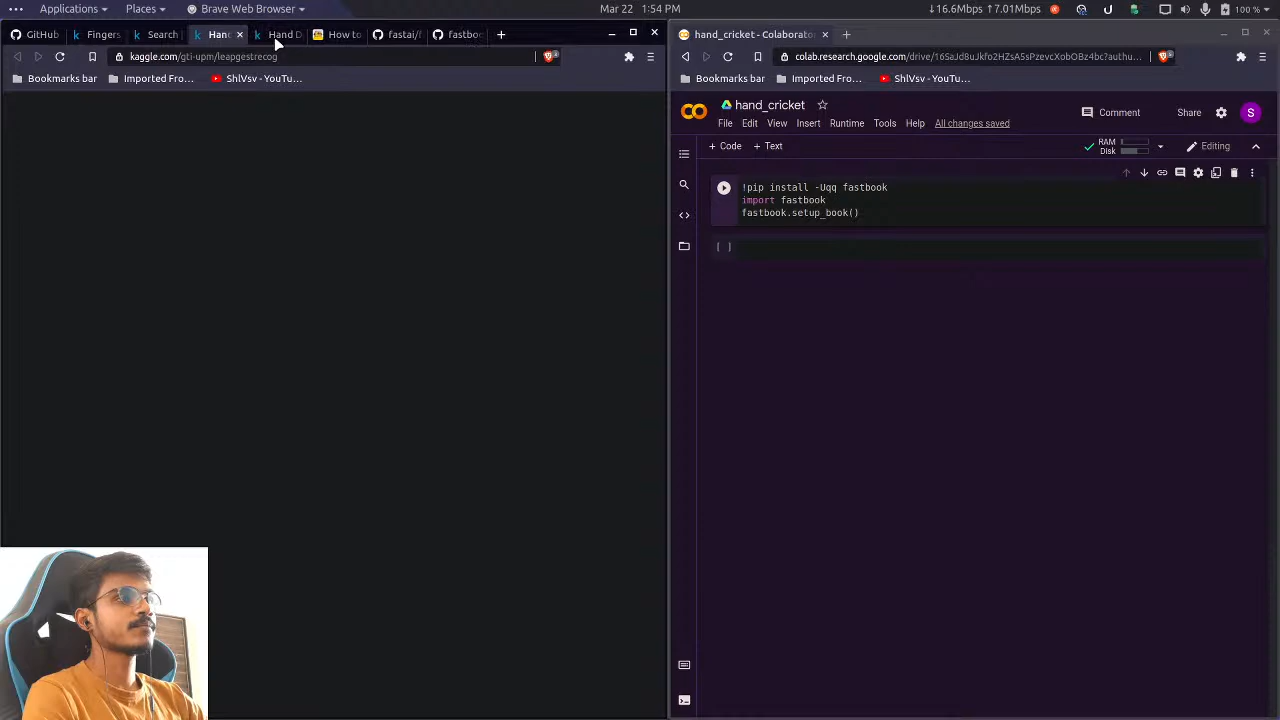 Applications Places Brave Web Browser Mar 22 1:54 PM ↓16.6Mbps ↑7.01Mbps 100 %
GitHub Fingers Search Hand Hand D How to fastai/f fastboo
kaggle.com/gti-upm/leapgestrecog
Bookmarks bar Imported Fro... ShlVsv - YouTu...
hand_cricket - Colaborato
colab.research.google.com/drive/16SaJd8uJkfo2HZsA5sPzevcXobOBz4bc?authu...
Bookmarks bar Imported Fro... ShlVsv - YouTu...
hand_cricket
Comment Share S
File Edit View Insert Runtime Tools Help All changes saved
+ Code + Text RAM Disk Editing
!pip install -Uqq fastbook
import fastbook
fastbook.setup_book()
[ ]